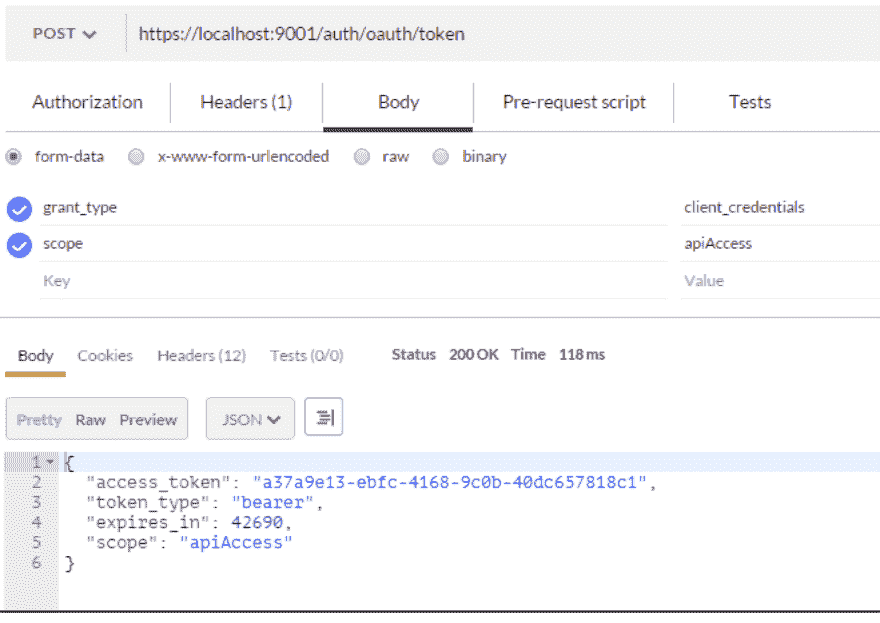 POST https://localhost:9001/auth/oauth/token
Authorization Headers (1) Body Pre-request script Tests
form-data x-www-form-urlencoded raw binary
grant_type client_credentials
scope apiAccess
Key Value
Body Cookies Headers (12) Tests (0/0) Status 200 OK Time 118 ms
Pretty Raw Preview JSON
1 {
2 "access_token": "a37a9e13-ebfc-4168-9c0b-40dc657818c1",
3 "token_type": "bearer",
4 "expires_in": 42690,
5 "scope": "apiAccess"
6 }